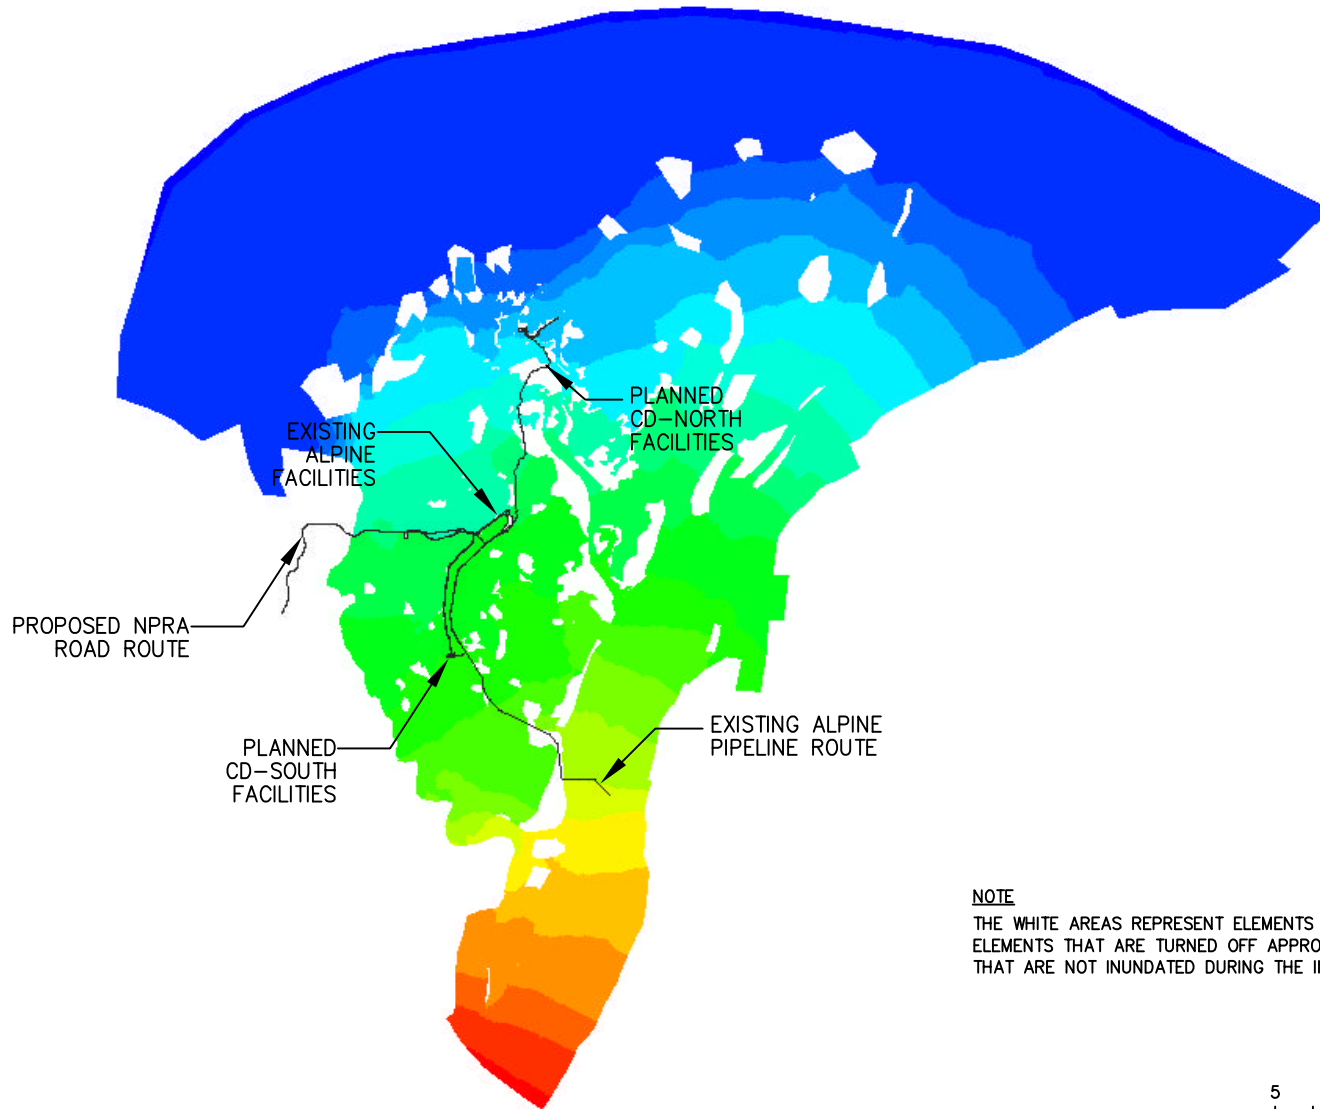 PLANNED
CD-NORTH
FACILITIES
EXISTING
ALPINE
FACILITIES
PROPOSED NPRA
ROAD ROUTE
PLANNED
CD-SOUTH
FACILITIES
EXISTING ALPINE
PIPELINE ROUTE
NOTE
THE WHITE AREAS REPRESENT ELEMENTS
ELEMENTS THAT ARE TURNED OFF
THAT ARE NOT INUNDATED DURING THE
5